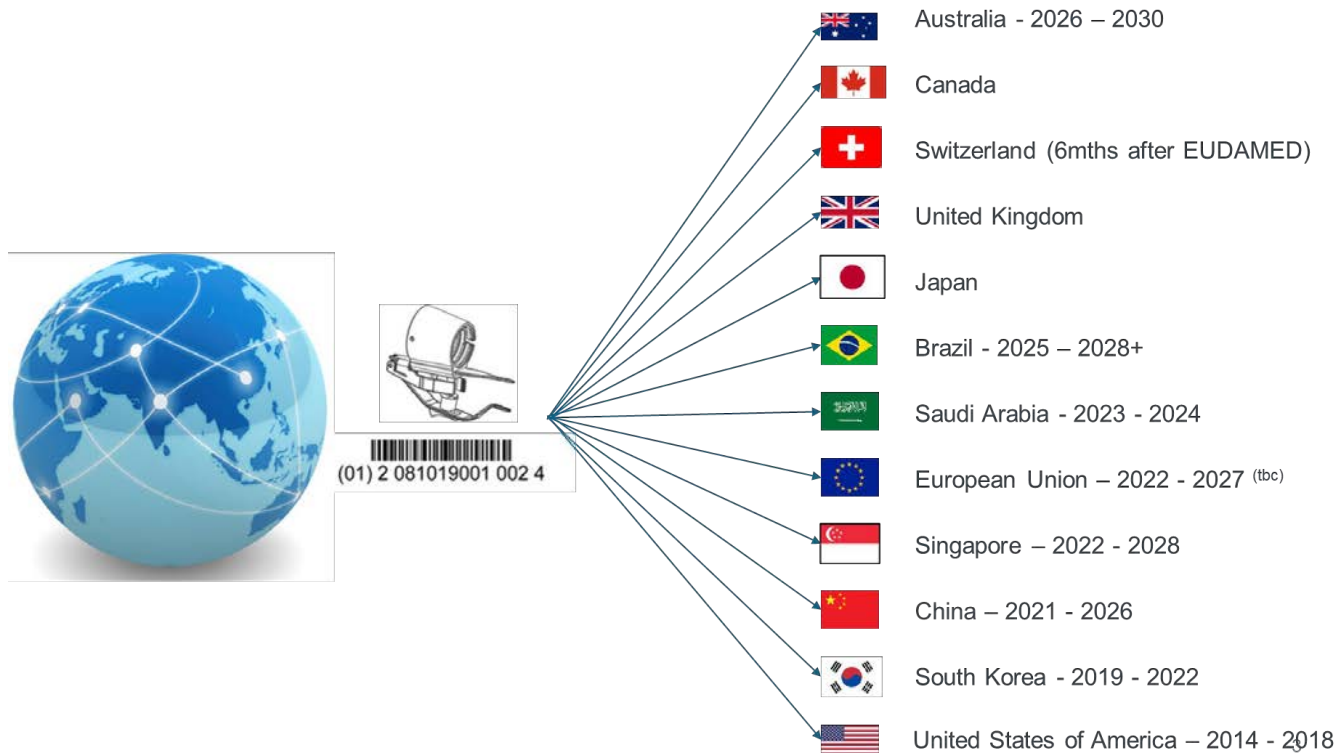 Australia - 2026 – 2030
Canada
Switzerland (6mths after EUDAMED)
United Kingdom
Japan
Brazil - 2025 – 2028+
Saudi Arabia - 2023 - 2024
(01) 2 081019001 002 4
European Union – 2022 - 2027 (tbc)
Singapore – 2022 - 2028
China – 2021 - 2026
South Korea - 2019 - 2022
United States of America – 2014 - 2018
3